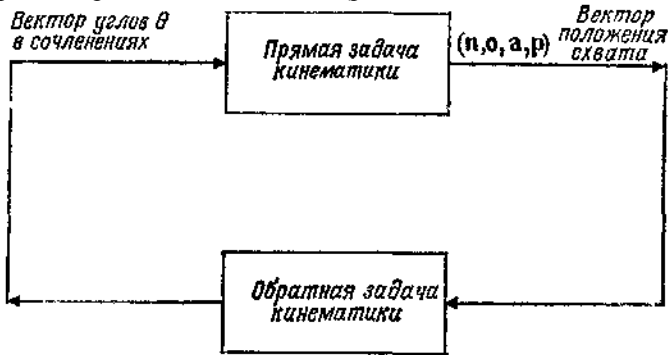 Вектор углов θ
в сочленениях
Прямая задача
кинематики
(n,o,a,p)
Вектор
положения
схвата
Обратная задача
кинематики